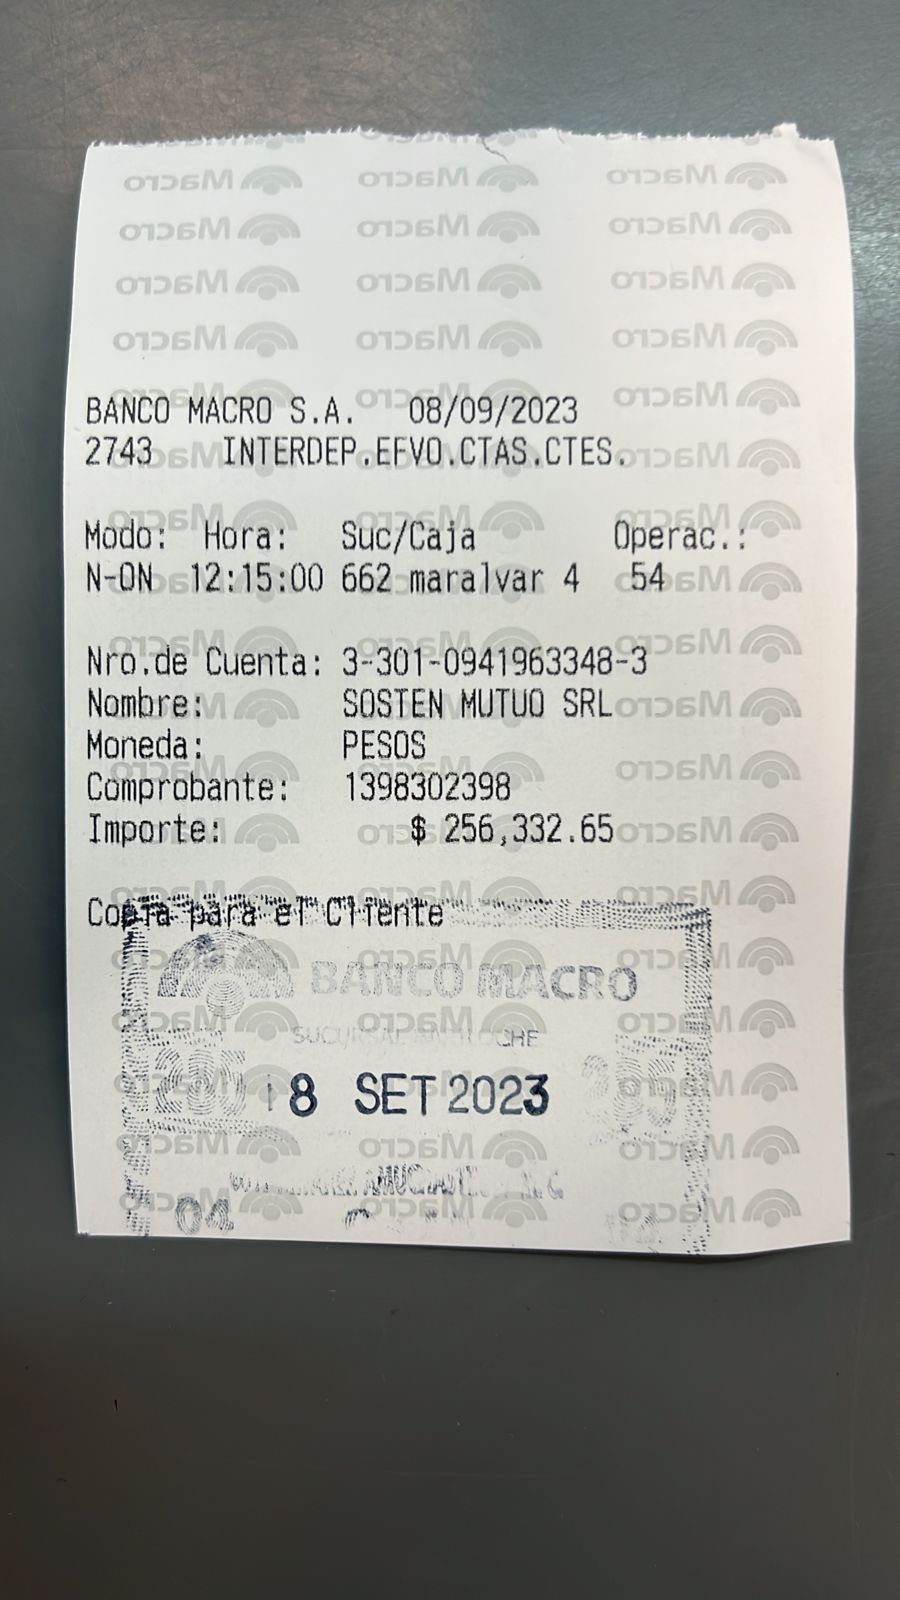 BANCO MACRO S.A. 08/09/2023
2743 INTERDEP.EFVO.CTAS.CTES.
Modo: Hora: Suc/Caja Operac.:
N-ON 12:15:00 662 maralvar 4 54
Nro.de Cuenta: 3-301-0941963348-3
Nombre: SOSTEN MUTUO SRL
Moneda: PESOS
Comprobante: 1398302398
Importe: $ 256,332.65
Copia para el Cliente
BANCO MACRO
SUCURSAL
8 SET 2023
04